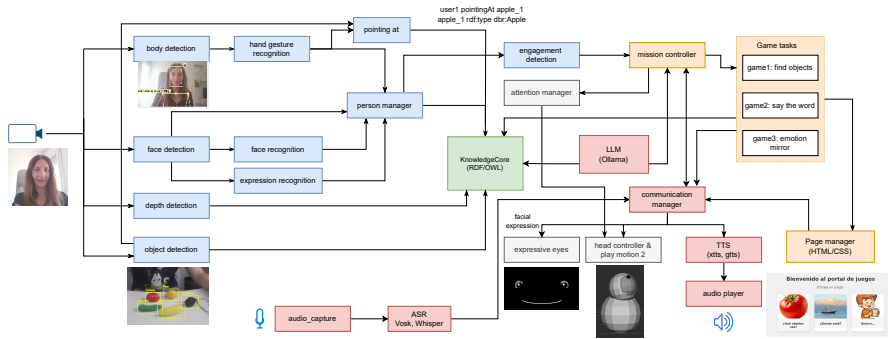 user1 pointingAt apple_1
apple_1 rdf:type dbr:Apple
pointing at
body detection
hand gesture
recognition
engagement
detection
mission controller
Game tasks
game1: find objects
game2: say the word
game3: emotion
mirror
attention manager
person manager
face detection
face recognition
expression recognition
KnowledgeCore
(RDF/OWL)
LLM
(Ollama)
depth detection
communication
manager
object detection
facial
expression
expressive eyes
head controller &
play motion 2
TTS
(xtts, gtts)
Page manager
(HTML/CSS)
audio player
audio_capture
ASR
Vosk, Whisper
Bienvenido al portal de juegos